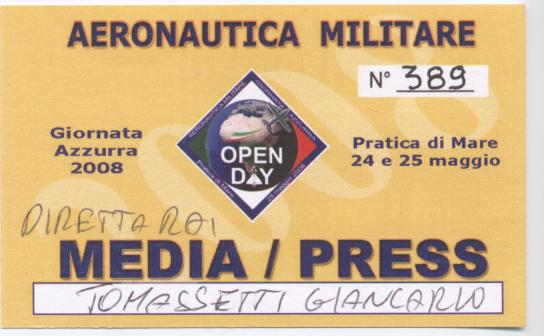 AERONAUTICA MILITARE
N° 389
Giornata
Azzurra
2008
OPEN
DAY
Pratica di Mare
24 e 25 maggio
DIRETTA RAI
MEDIA / PRESS
TOMASSETTI GIANCARLO